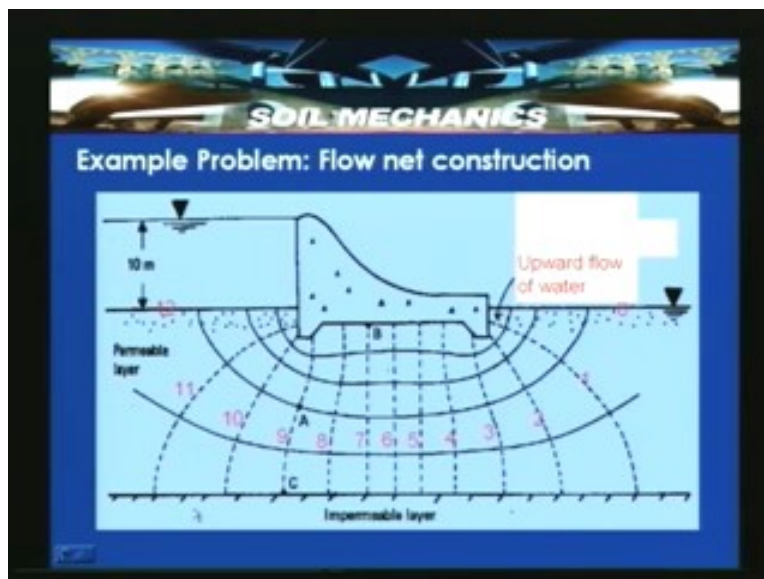 SOIL MECHANICS
Example Problem: Flow net construction
10 m
Upward flow
of water
12
0
B
Permeable
layer
11
1
10
A
2
9
8
7
6
5
4
3
C
Impermeable layer